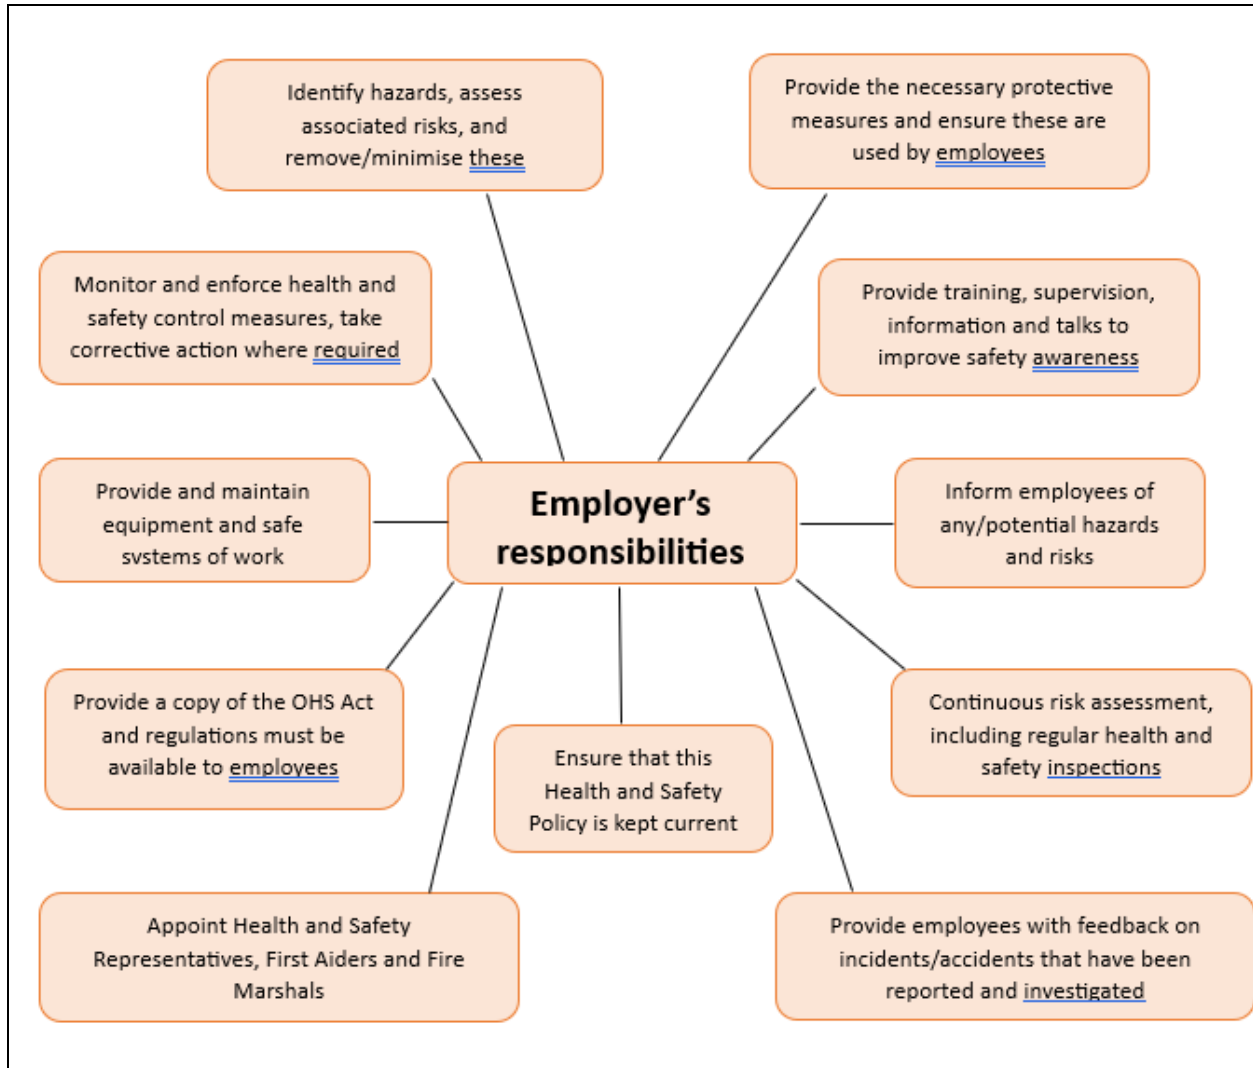 Identify hazards, assess
associated risks, and
remove/minimise these
Provide the necessary protective
measures and ensure these are
used by employees
Monitor and enforce health and
safety control measures, take
corrective action where required
Provide training, supervision,
information and talks to
improve safety awareness
Provide and maintain
equipment and safe
systems of work
Employer’s
responsibilities
Inform employees of
any/potential hazards
and risks
Provide a copy of the OHS Act
and regulations must be
available to employees
Ensure that this
Health and Safety
Policy is kept current
Continuous risk assessment,
including regular health and
safety inspections
Appoint Health and Safety
Representatives, First Aiders and Fire
Marshals
Provide employees with feedback on
incidents/accidents that have been
reported and investigated